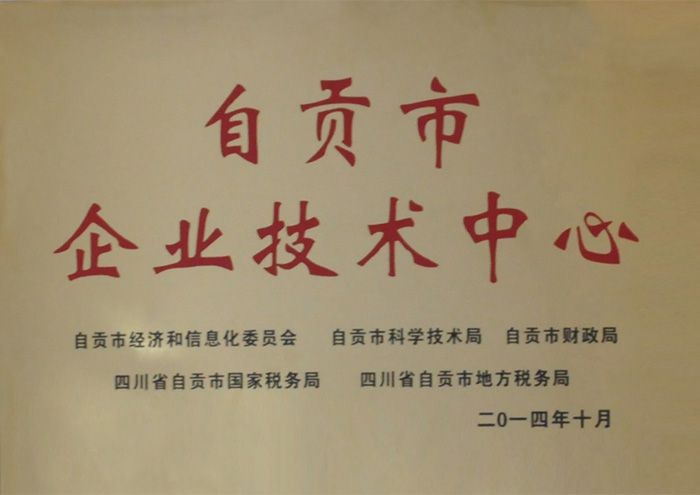 自贡市
企业技术中心
自贡市经济和信息化委员会 自贡市科学技术局 自贡市财政局
四川省自贡市国家税务局 四川省自贡市地方税务局
二0一四年十月